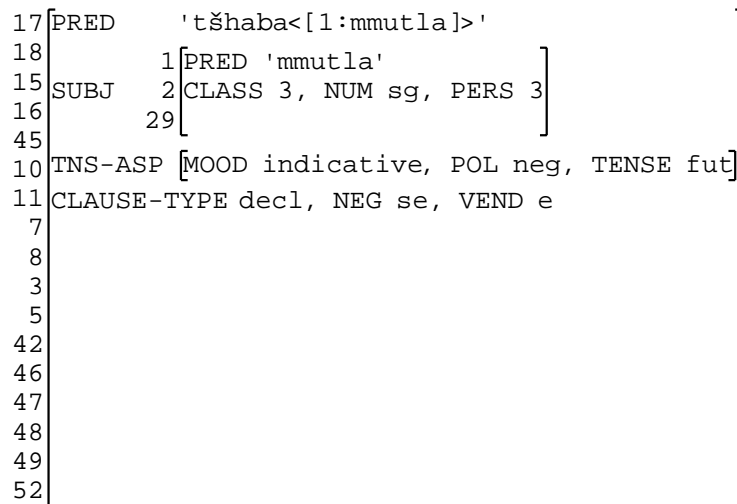 17 PRED 'tšhaba<[1:mmutla]>'
18 1 PRED 'mmutla'
15 SUBJ 2 CLASS 3, NUM sg, PERS 3
16 29
45
10 TNS-ASP [MOOD indicative, POL neg, TENSE fut]
11 CLAUSE-TYPE decl, NEG se, VEND e
7
8
3
5
42
46
47
48
49
52